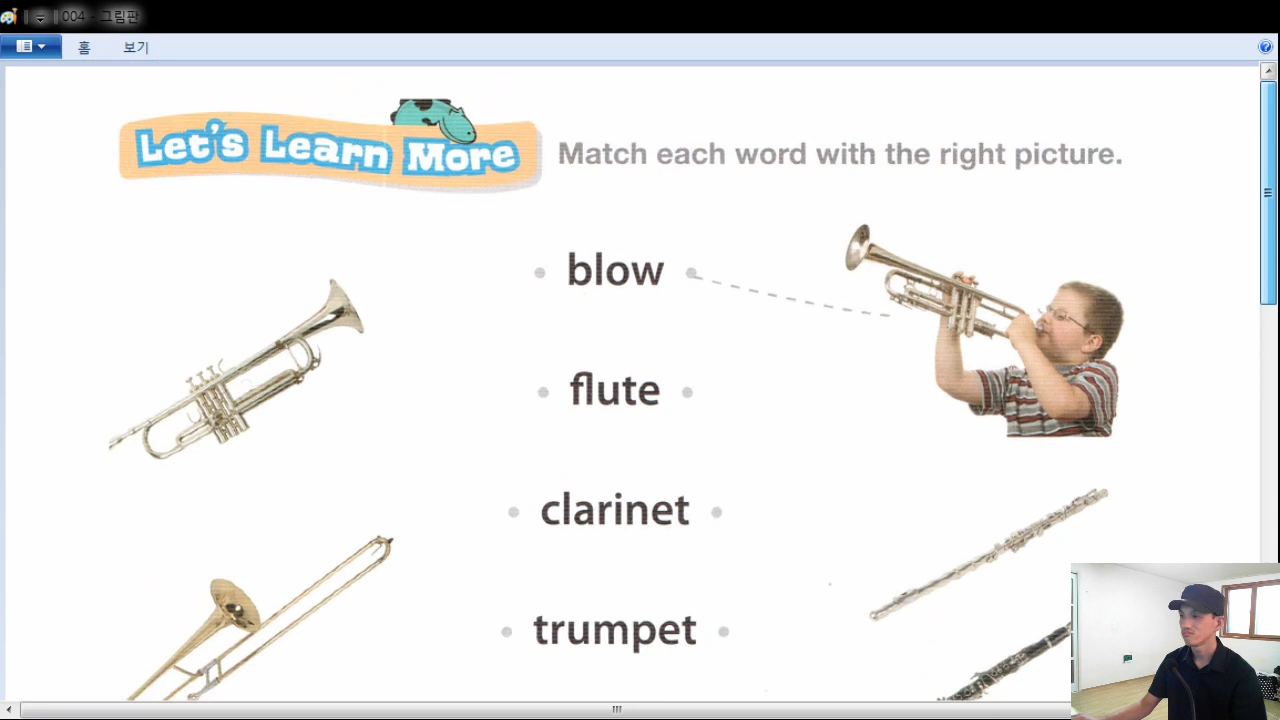 004 - 그림판
홈 보기
Let's Learn More
Match each word with the right picture.
blow
flute
clarinet
trumpet